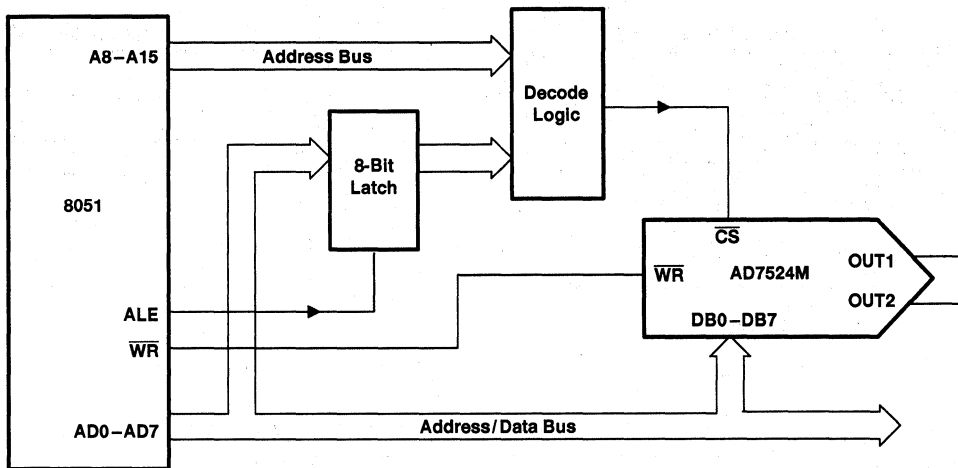 A8–A15
Address Bus
Decode
Logic
8-Bit
Latch
8051
CS
WR
AD7524M
OUT1
OUT2
DB0–DB7
ALE
WR
AD0–AD7
Address/Data Bus